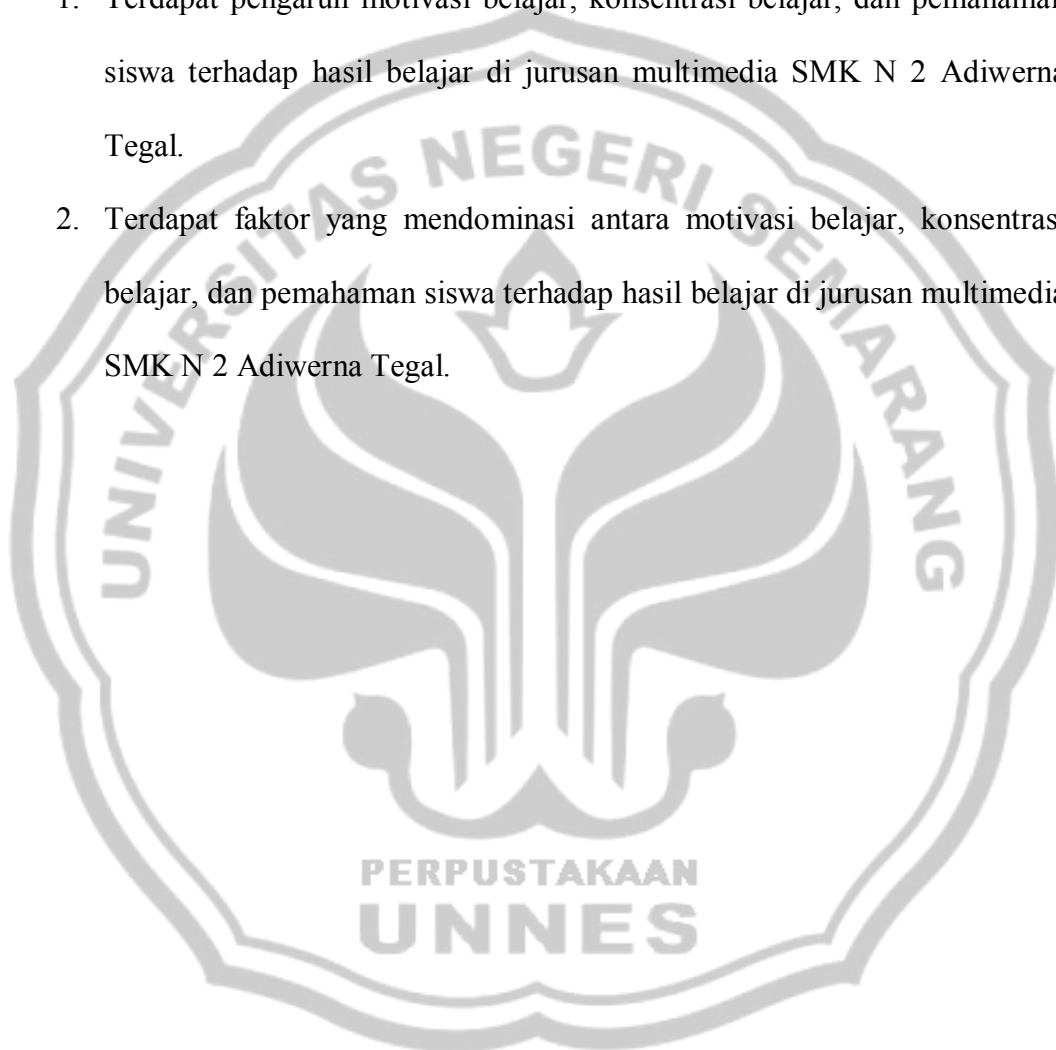 1. Terdapat pengaruh motivasi belajar, konsentrasi belajar, dan pemahaman
siswa terhadap hasil belajar di jurusan multimedia SMK N 2 Adiwerna
Tegal.
2. Terdapat faktor yang mendominasi antara motivasi belajar, konsentrasi
belajar, dan pemahaman siswa terhadap hasil belajar di jurusan multimedia
SMK N 2 Adiwerna Tegal.
UNIVERSITAS NEGERI SEMARANG
PERPUSTAKAAN
UNNES